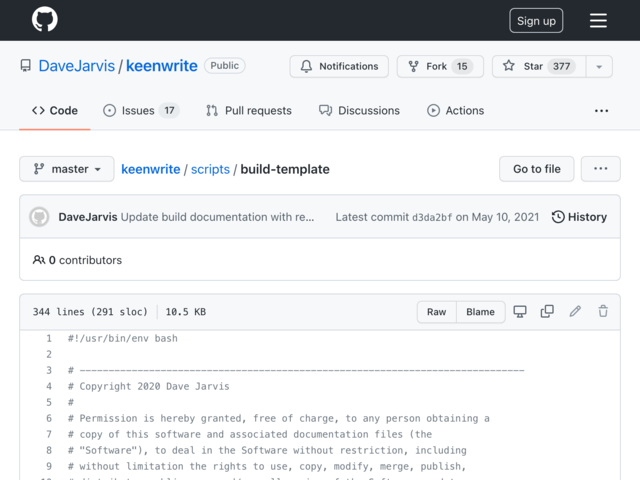 Sign up
DaveJarvis / keenwrite Public
Notifications Fork 15 Star 377
Code Issues 17 Pull requests Discussions Actions
master keenwrite / scripts / build-template Go to file
DaveJarvis Update build documentation with re... Latest commit d3da2bf on May 10, 2021 History
0 contributors
344 lines (291 sloc) 10.5 KB Raw Blame
1 #!/usr/bin/env bash
2
3 # -----------------------------------------------------------------------------
4 # Copyright 2020 Dave Jarvis
5 #
6 # Permission is hereby granted, free of charge, to any person obtaining a
7 # copy of this software and associated documentation files (the
8 # "Software"), to deal in the Software without restriction, including
9 # without limitation the rights to use, copy, modify, merge, publish,